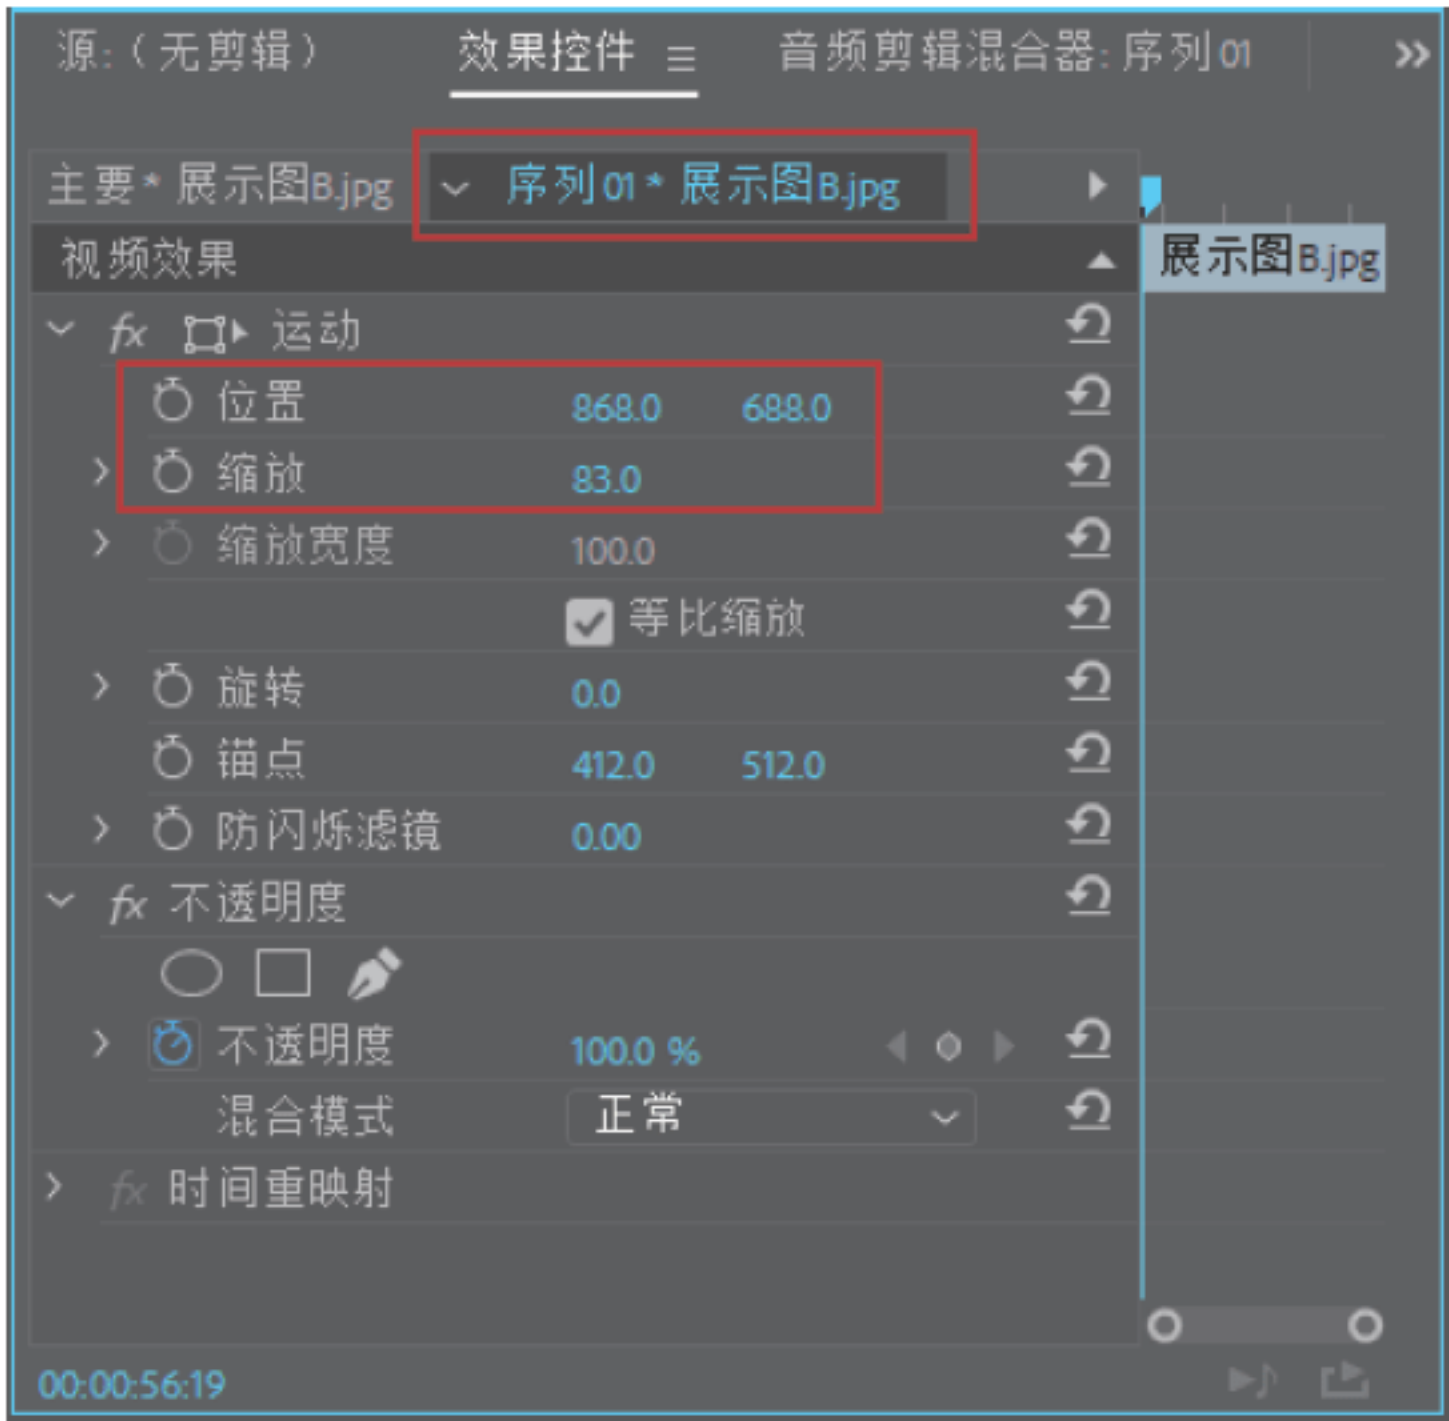 源:（无剪辑） 效果控件 音频剪辑混合器: 序列 01
主要* 展示图B.jpg 序列 01* 展示图B.jpg
视频效果 展示图B.jpg
fx 运动
位置 868.0 688.0
缩放 83.0
缩放宽度 100.0
等比缩放
旋转 0.0
锚点 412.0 512.0
防闪烁滤镜 0.00
fx 不透明度
不透明度 100.0 %
混合模式 正常
fx 时间重映射
00:00:56:19